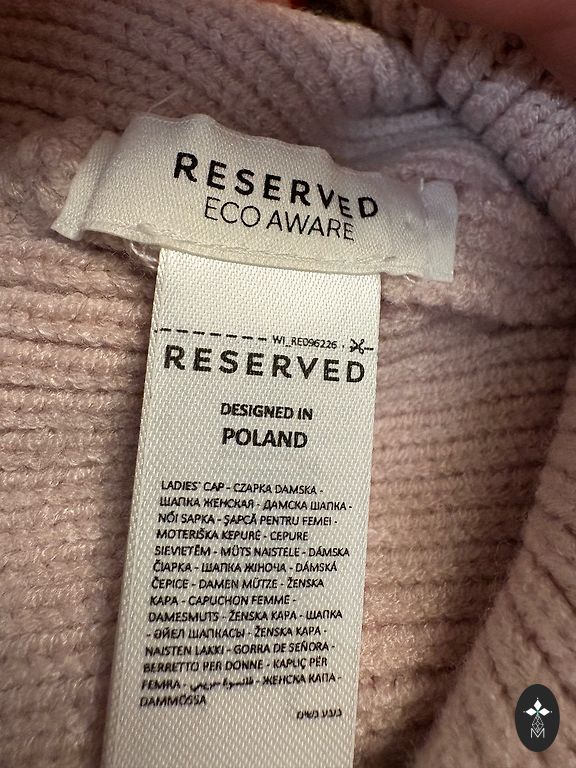 RESERVED
ECO AWARE
WI_RE096226
RESERVED
DESIGNED IN
POLAND
LADIES' CAP - CZAPKA DAMSKA -
ШАПКА ЖЕНСКАЯ - ДАМСКА ШАПКА -
NŐI SAPKA - ŞAPCĂ PENTRU FEMEI -
MOTERIŠKA KEPURĖ - CEPURE
SIEVIETĒM - MÜTS NAISTELE - DÁMSKA
ČIAPKA - ШАПКА ЖІНОЧА - DÁMSKÁ
ČEPICE - DAMEN MÜTZE - ŽENSKA
KAPA - CAPUCHON FEMME -
DAMESMUTS - ŽENSKA KAPA - ШАПКА
- ӘЙЕЛ ШАПКАСЫ - ŽENSKA KAPA -
NAISTEN LAKKI - GORRA DE SEÑORA -
BERRETTO PER DONNE - KAPUÇ PËR
FEMRA - - ЖЕНСКА КАПА -
DAMMÖSSA
M